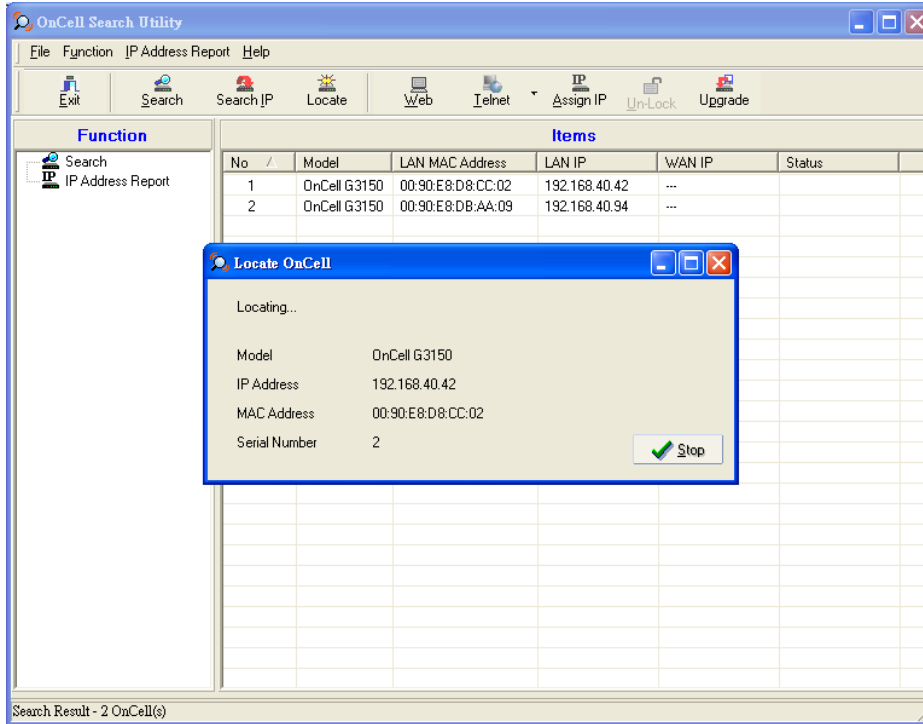 OnCell Search Utility
File Function IP Address Report Help
Exit Search Search IP Locate Web Telnet IP Assign IP Un-Lock Upgrade
Function Items
Search
IP IP Address Report
No Model LAN MAC Address LAN IP WAN IP Status
1 OnCell G3150 00:90:E8:D8:CC:02 192.168.40.42 ---
2 OnCell G3150 00:90:E8:DB:AA:09 192.168.40.94 ---
Locate OnCell
Locating...
Model OnCell G3150
IP Address 192.168.40.42
MAC Address 00:90:E8:D8:CC:02
Serial Number 2
Stop
Search Result - 2 OnCell(s)